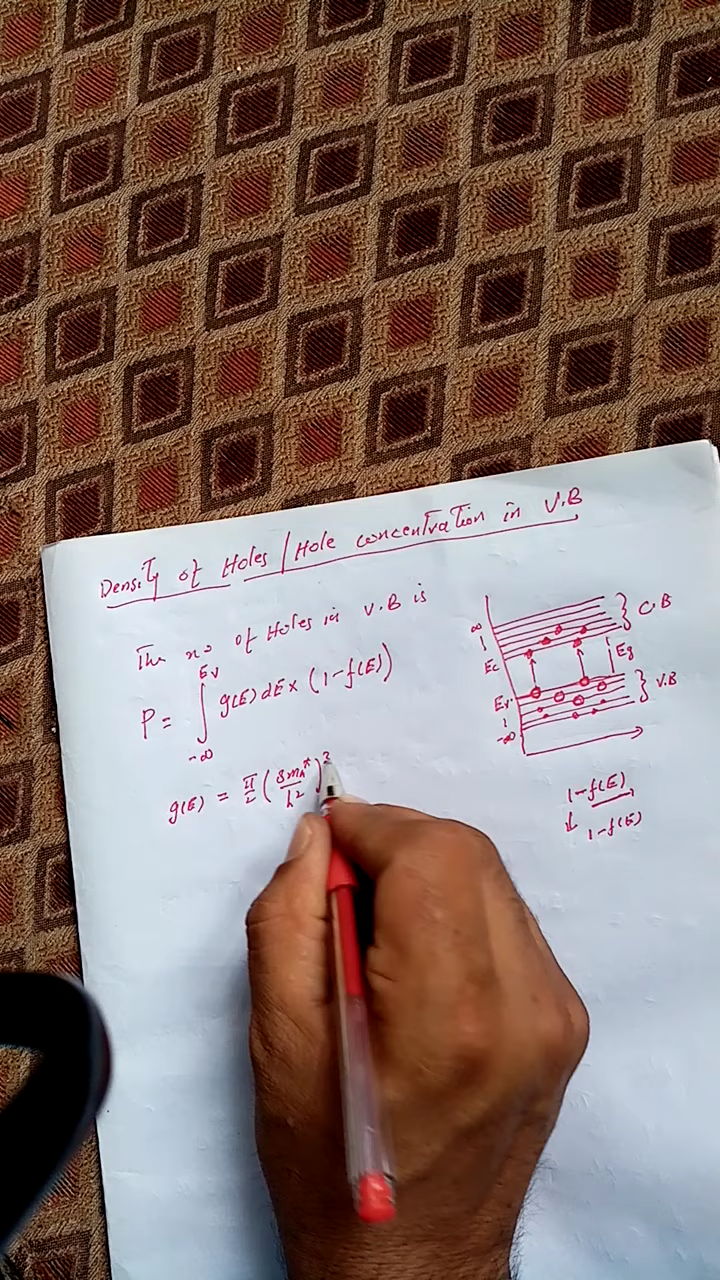 Density of Holes / Hole concentration in V.B
The no of Holes in V.B is
P = ∫_{-∞}^{Ev} g(E) dE × (1-f(E))
g(E) = π/2 (8mh*/h2)3
∞
Ec
Ev
-∞
C.B
Eg
V.B
1-f(E)
↓ 1-f(E)